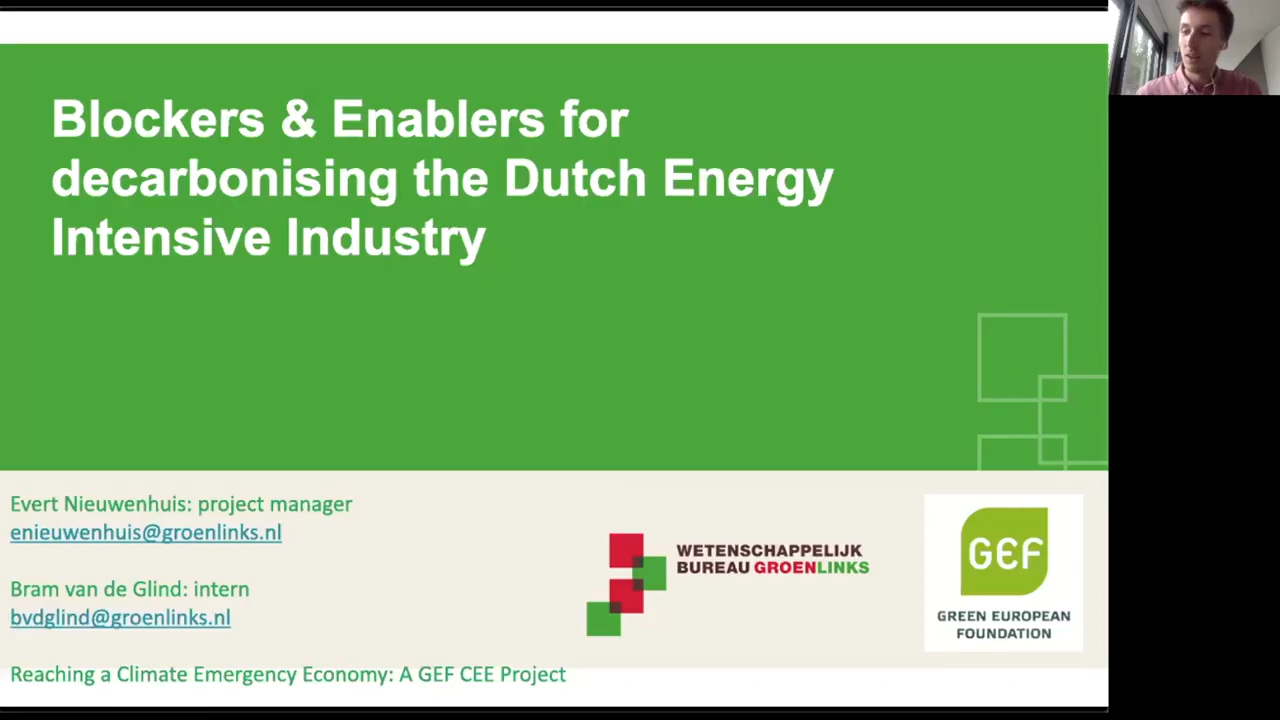 Blockers & Enablers for
decarbonising the Dutch Energy
Intensive Industry
Evert Nieuwenhuis: project manager
enieuwenhuis@groenlinks.nl
Bram van de Glind: intern
bvdglind@groenlinks.nl
Reaching a Climate Emergency Economy: A GEF CEE Project
WETENSCHAPPELIJK
BUREAU GROENLINKS
GEF
GREEN EUROPEAN
FOUNDATION